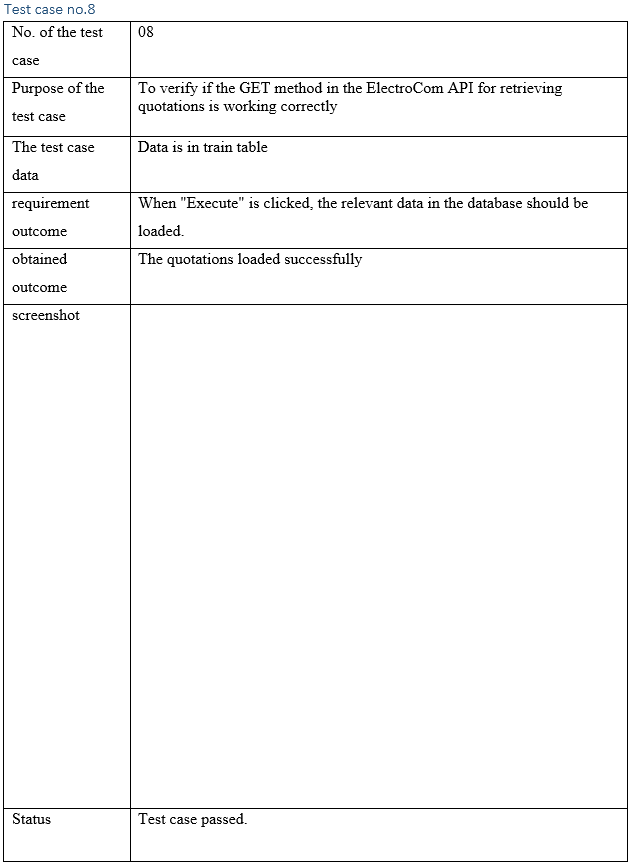 Test case no.8
No. of the test
case
08
Purpose of the
test case
To verify if the GET method in the ElectroCom API for retrieving
quotations is working correctly
The test case
data
Data is in train table
requirement
outcome
When "Execute" is clicked, the relevant data in the database should be
loaded.
obtained
outcome
The quotations loaded successfully
screenshot
Status
Test case passed.